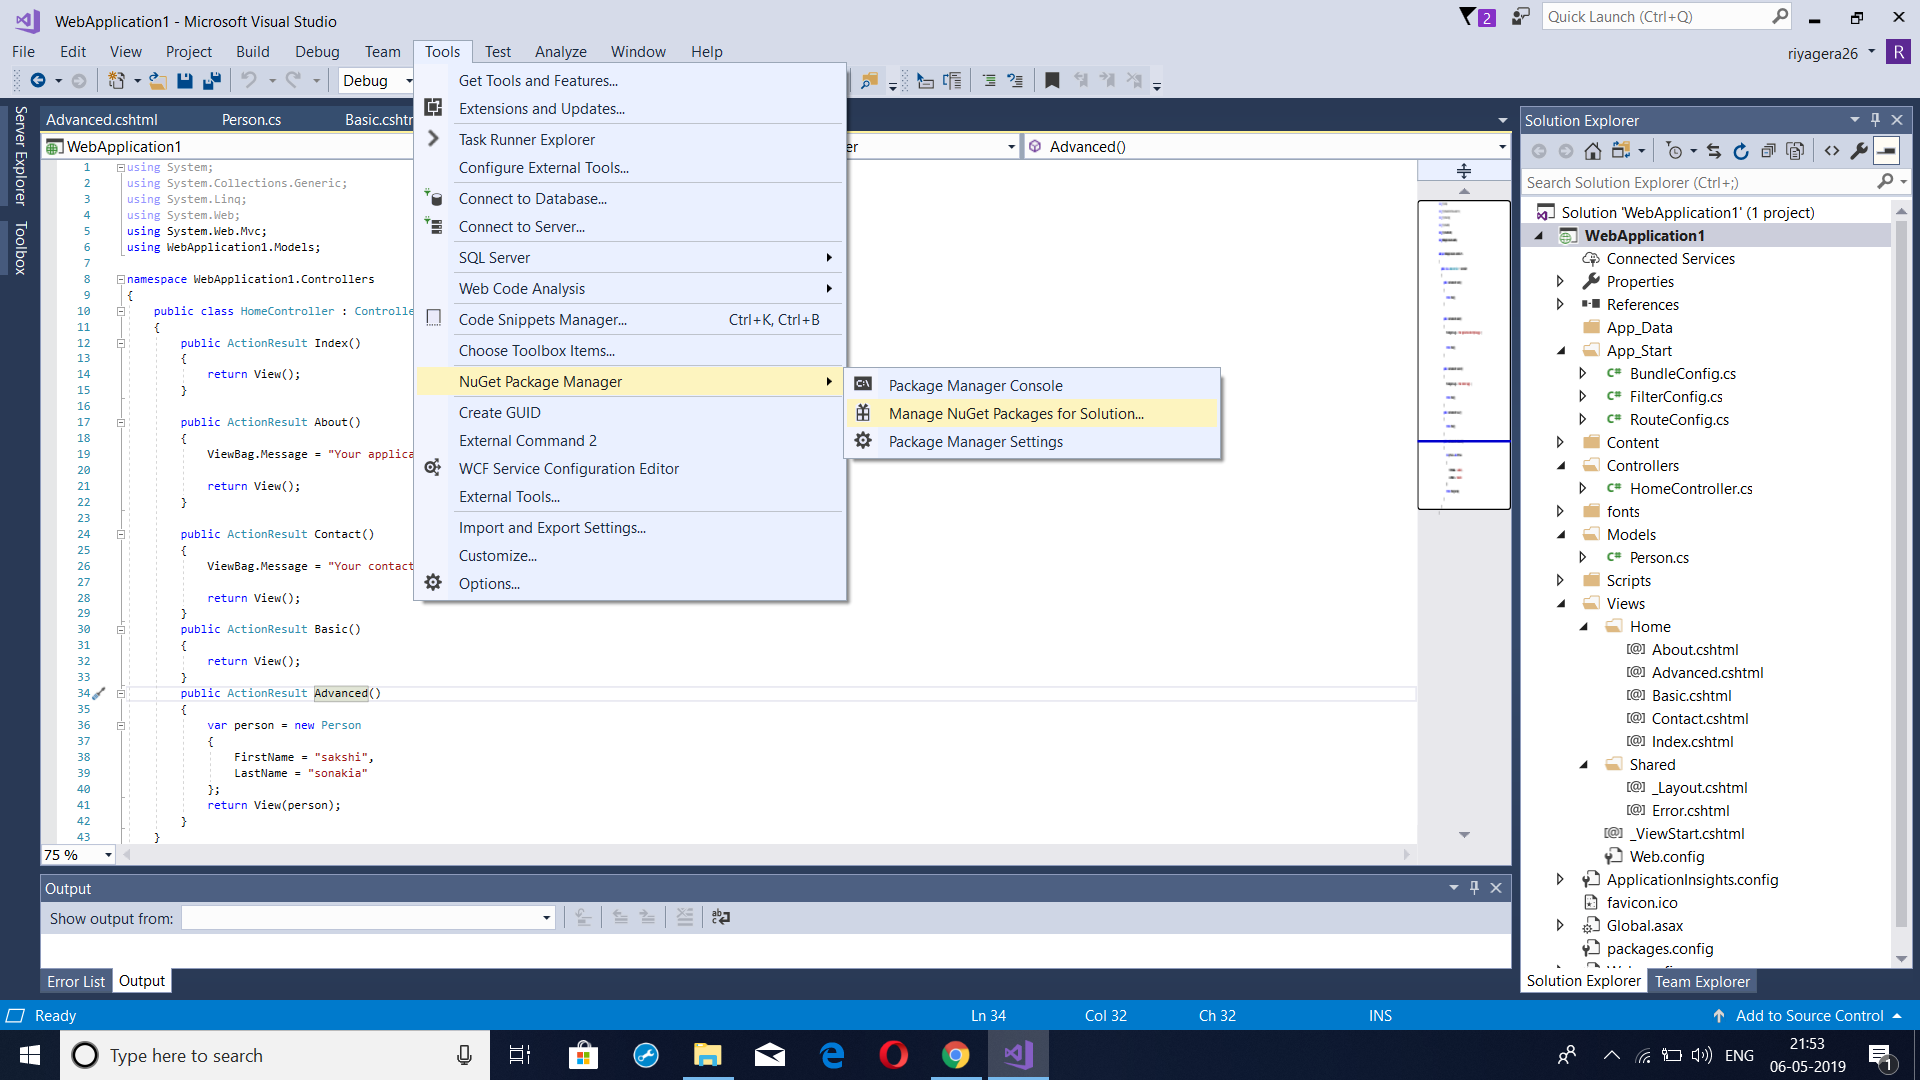 WebApplication1 - Microsoft Visual Studio
2
Quick Launch (Ctrl+Q)
File Edit View Project Build Debug Team Tools Test Analyze Window Help
riyagera26
R
Debug
Server Explorer
Toolbox
Advanced.cshtml Person.cs Basic.csht
WebApplication1
er
Advanced()
1 using System;
2 using System.Collections.Generic;
3 using System.Linq;
4 using System.Web;
5 using System.Web.Mvc;
6 using WebApplication1.Models;
7
8 namespace WebApplication1.Controllers
9 {
10 public class HomeController : Controlle
11 {
12 public ActionResult Index()
13 {
14 return View();
15 }
16
17 public ActionResult About()
18 {
19 ViewBag.Message = "Your applica
20
21 return View();
22 }
23
24 public ActionResult Contact()
25 {
26 ViewBag.Message = "Your contact
27
28 return View();
29 }
30 public ActionResult Basic()
31 {
32 return View();
33 }
34 public ActionResult Advanced()
35 {
36 var person = new Person
37 {
38 FirstName = "sakshi",
39 LastName = "sonakia"
40 };
41 return View(person);
42 }
43 }
75 %
Get Tools and Features...
Extensions and Updates...
Task Runner Explorer
Configure External Tools...
Connect to Database...
Connect to Server...
SQL Server
Web Code Analysis
Code Snippets Manager... Ctrl+K, Ctrl+B
Choose Toolbox Items...
NuGet Package Manager
Create GUID
External Command 2
WCF Service Configuration Editor
External Tools...
Import and Export Settings...
Customize...
Options...
Package Manager Console
Manage NuGet Packages for Solution...
Package Manager Settings
Solution Explorer
Search Solution Explorer (Ctrl+;)
Solution 'WebApplication1' (1 project)
WebApplication1
Connected Services
Properties
References
App_Data
App_Start
C# BundleConfig.cs
C# FilterConfig.cs
C# RouteConfig.cs
Content
Controllers
C# HomeController.cs
fonts
Models
C# Person.cs
Scripts
Views
Home
[@] About.cshtml
[@] Advanced.cshtml
[@] Basic.cshtml
[@] Contact.cshtml
[@] Index.cshtml
Shared
[@] _Layout.cshtml
[@] Error.cshtml
[@] _ViewStart.cshtml
Web.config
ApplicationInsights.config
favicon.ico
Global.asax
packages.config
Solution Explorer Team Explorer
Output
Show output from:
Error List Output
Ready
Ln 34 Col 32 Ch 32 INS
Add to Source Control
Type here to search
ENG
21:53
06-05-2019
1